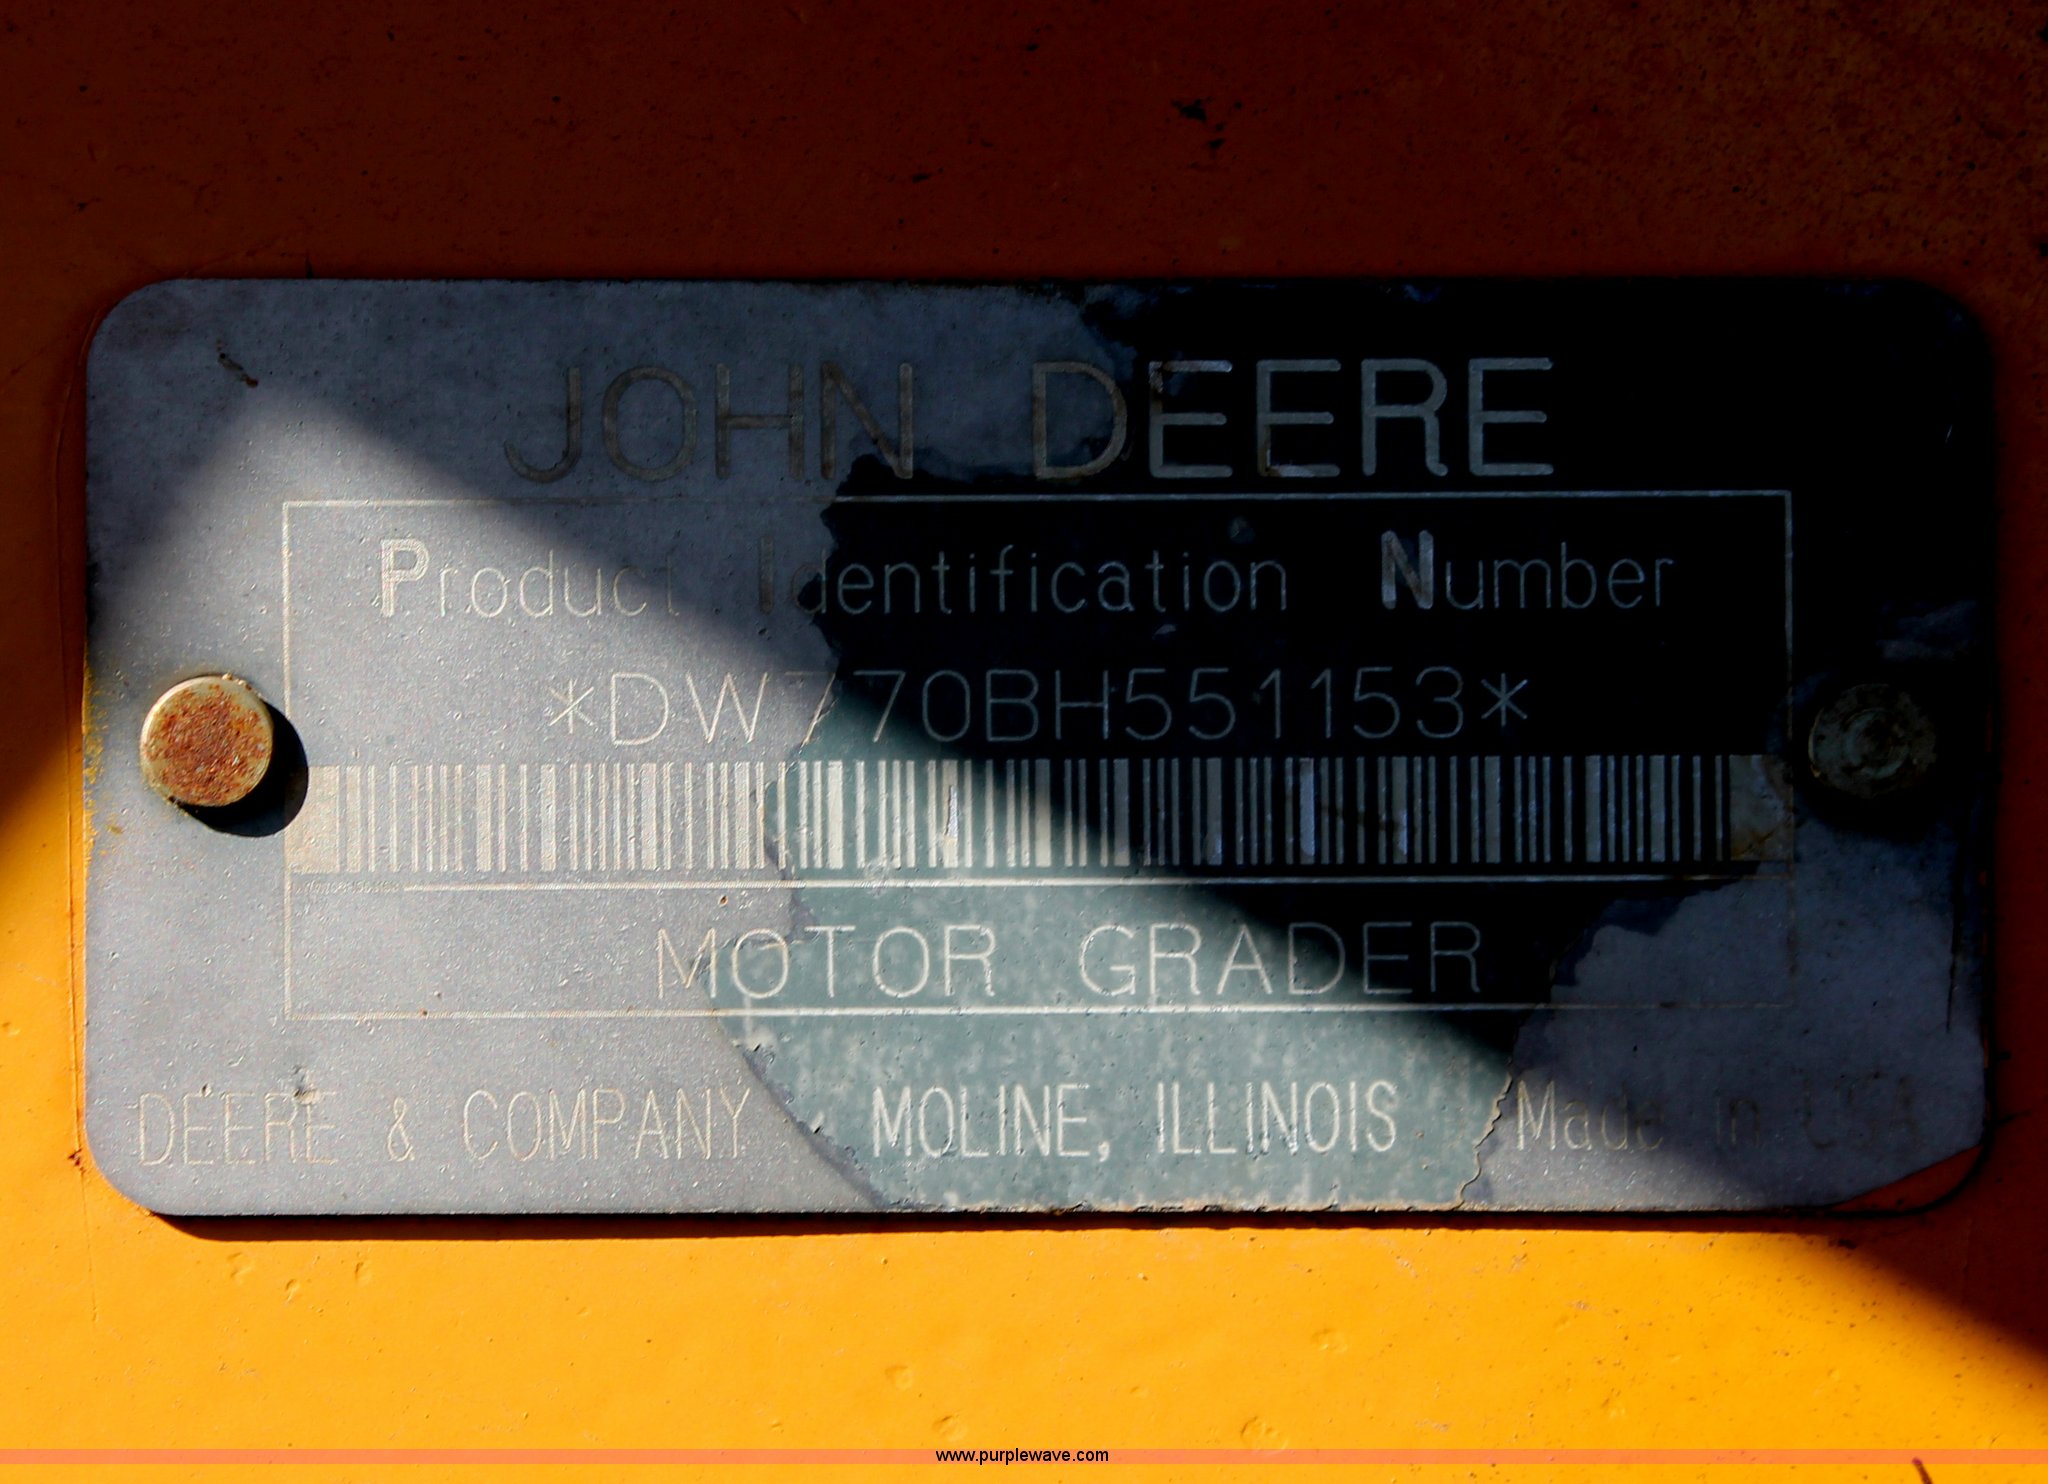 JOHN DEERE
Product Identification Number
*DW770BH551153*
MOTOR GRADER
DEERE & COMPANY MOLINE, ILLINOIS Made in USA
www.purplewave.com